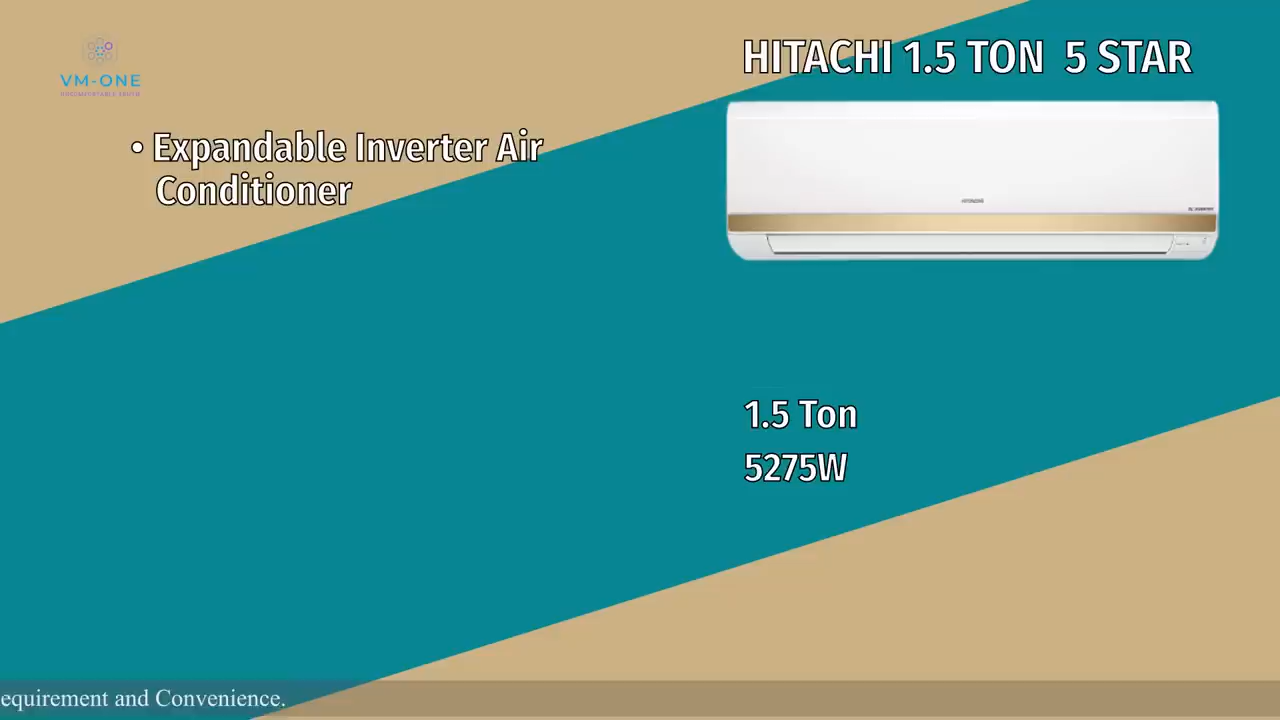 VM-ONE
HITACHI 1.5 TON 5 STAR
• Expandable Inverter Air
Conditioner
HITACHI
1.5 Ton
5275W
equirement and Convenience.